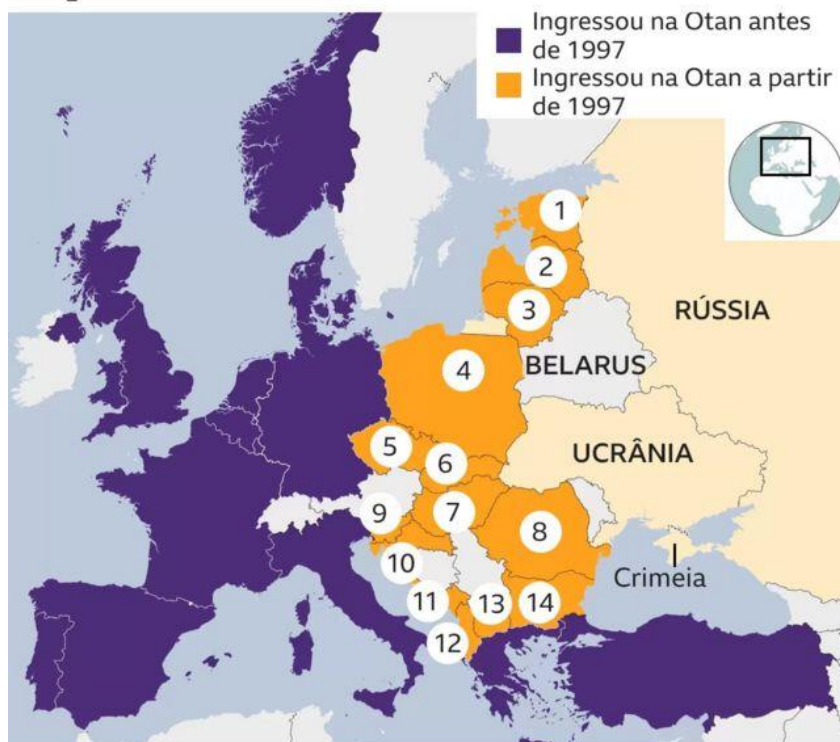 Ingressou na Otan antes
de 1997
Ingressou na Otan a partir
de 1997
1
2
3
RÚSSIA
BELARUS
4
5
6
UCRÂNIA
7
8
9
10
Crimeia
11
13
14
12